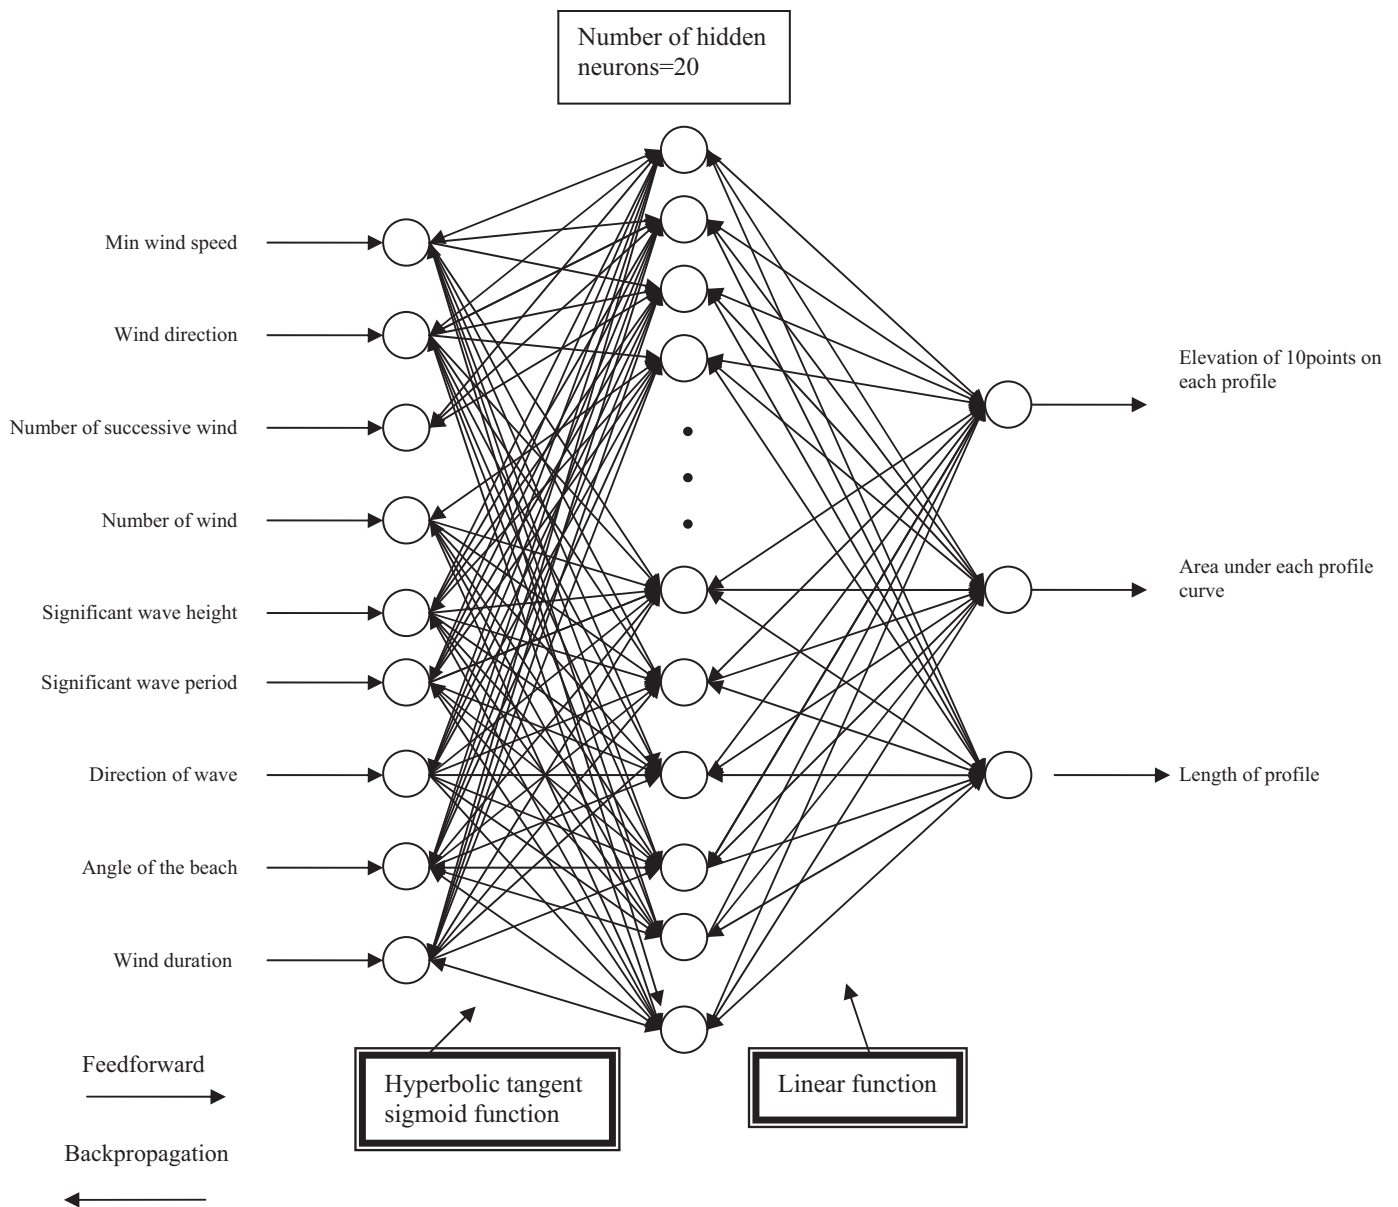 Number of hidden
neurons=20
Min wind speed
Wind direction
Number of successive wind
Number of wind
Significant wave height
Significant wave period
Direction of wave
Angle of the beach
Wind duration
Elevation of 10points on
each profile
Area under each profile
curve
Length of profile
Feedforward
Backpropagation
Hyperbolic tangent
sigmoid function
Linear function